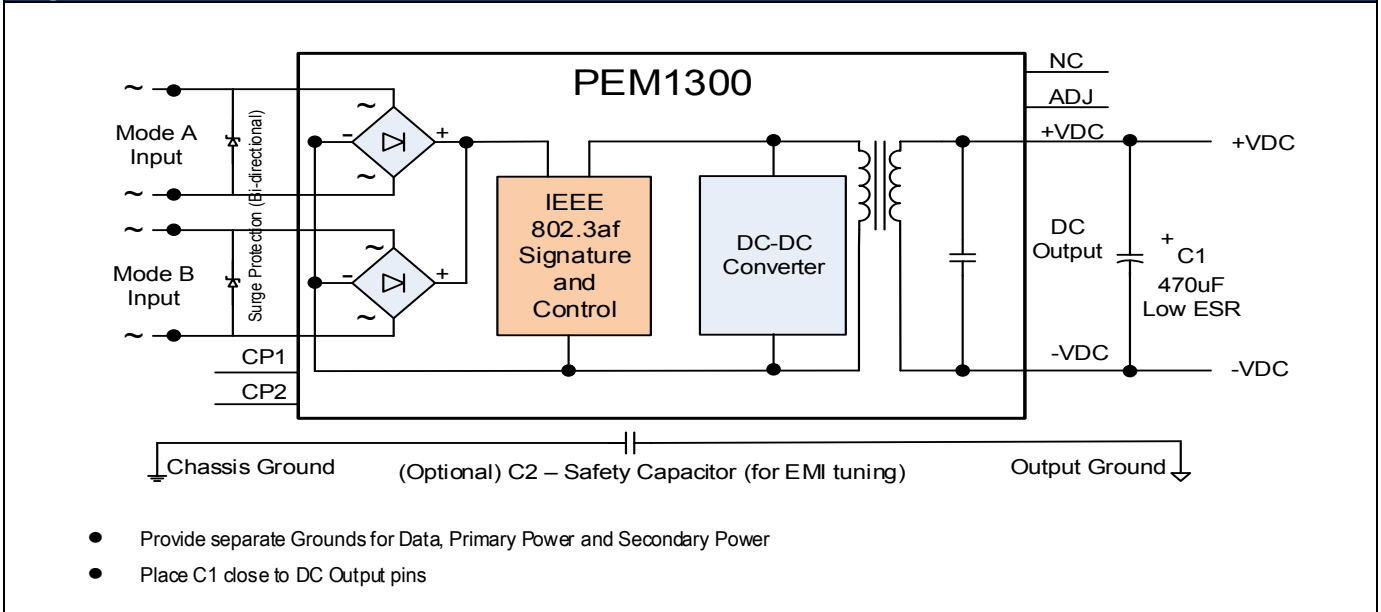 PEM1300
NC
ADJ
+VDC
+VDC
~
Mode A
Input
~
~
Mode B
Input
~
Surge Protection (Bi-directional)
~
-
+
~
~
-
+
~
IEEE
802.3af
Signature
and
Control
DC-DC
Converter
DC
Output
+
C1
470uF
Low ESR
-VDC
-VDC
CP1
CP2
Chassis Ground
(Optional) C2 – Safety Capacitor (for EMI tuning)
Output Ground
● Provide separate Grounds for Data, Primary Power and Secondary Power
● Place C1 close to DC Output pins